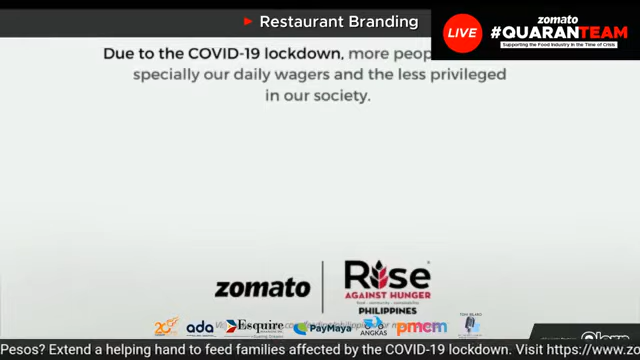 Restaurant Branding
LIVE
zomato
#QUARANTEAM
Supporting the Food Industry in the Time of Crisis
Due to the COVID-19 lockdown, more peop
specially our daily wagers and the less privileged
in our society.
zomato
Rise
AGAINST HUNGER
PHILIPPINES
ada
Esquire
PayMaya
ANGKAS
pmcm
Pesos? Extend a helping hand to feed families affected by the COVID-19 lockdown. Visit https://www.z